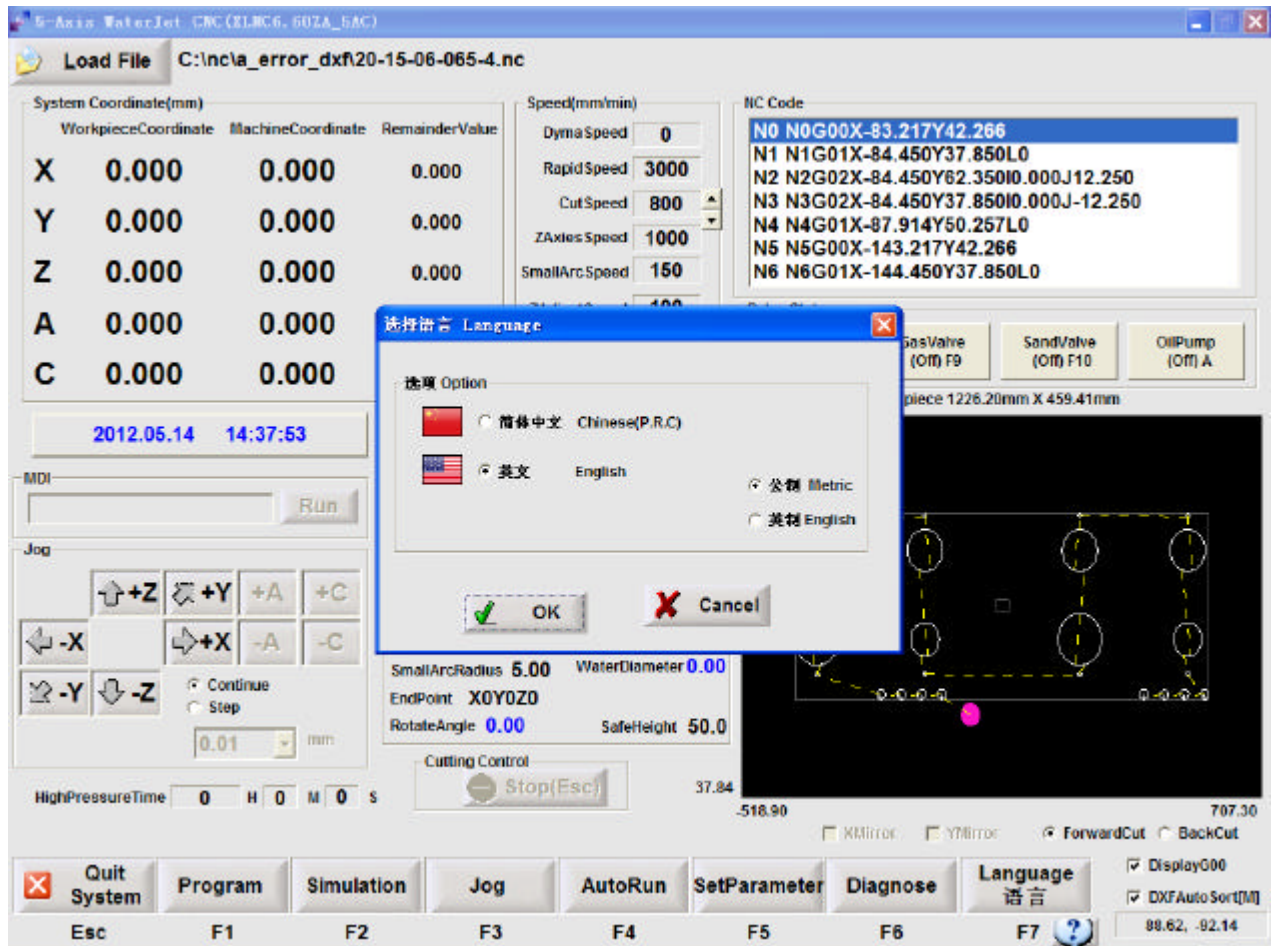 5-Axis WaterJet CNC(ELMC6.60ZA_5AC)
Load File C:\nc\a_error_dxf\20-15-06-065-4.nc
System Coordinate(mm)
WorkpieceCoordinate MachineCoordinate RemainderValue
X 0.000 0.000 0.000
Y 0.000 0.000 0.000
Z 0.000 0.000 0.000
A 0.000 0.000
C 0.000 0.000
Speed(mm/min)
DymaSpeed 0
RapidSpeed 3000
CutSpeed 800
ZAxiesSpeed 1000
SmallArcSpeed 150
NC Code
N0 N0G00X-83.217Y42.266
N1 N1G01X-84.450Y37.850L0
N2 N2G02X-84.450Y62.350I0.000J12.250
N3 N3G02X-84.450Y37.850I0.000J-12.250
N4 N4G01X-87.914Y50.257L0
N5 N5G00X-143.217Y42.266
N6 N6G01X-144.450Y37.850L0
GasValve SandValve OilPump
(Off) F9 (Off) F10 (Off) A
piece 1226.20mm X 459.41mm
2012.05.14 14:37:53
选择语言 Language
选项 Option
简体中文 Chinese(P.R.C)
英文 English
公制 Metric
英制 English
OK Cancel
MDI
Run
Jog
+Z +Y +A +C
-X +X -A -C
-Y -Z
Continue
Step
0.01 mm
HighPressureTime 0 H 0 M 0 S
SmallArcRadius 5.00 WaterDiameter 0.00
EndPoint X0Y0Z0
RotateAngle 0.00 SafeHeight 50.0
Cutting Control
Stop(Esc)
37.84
-518.90 707.30
XMirror YMirror ForwardCut BackCut
Quit System Program Simulation Jog AutoRun SetParameter Diagnose Language 语言
Esc F1 F2 F3 F4 F5 F6 F7
DisplayG00
DXFAutoSort[M]
88.62, -92.14